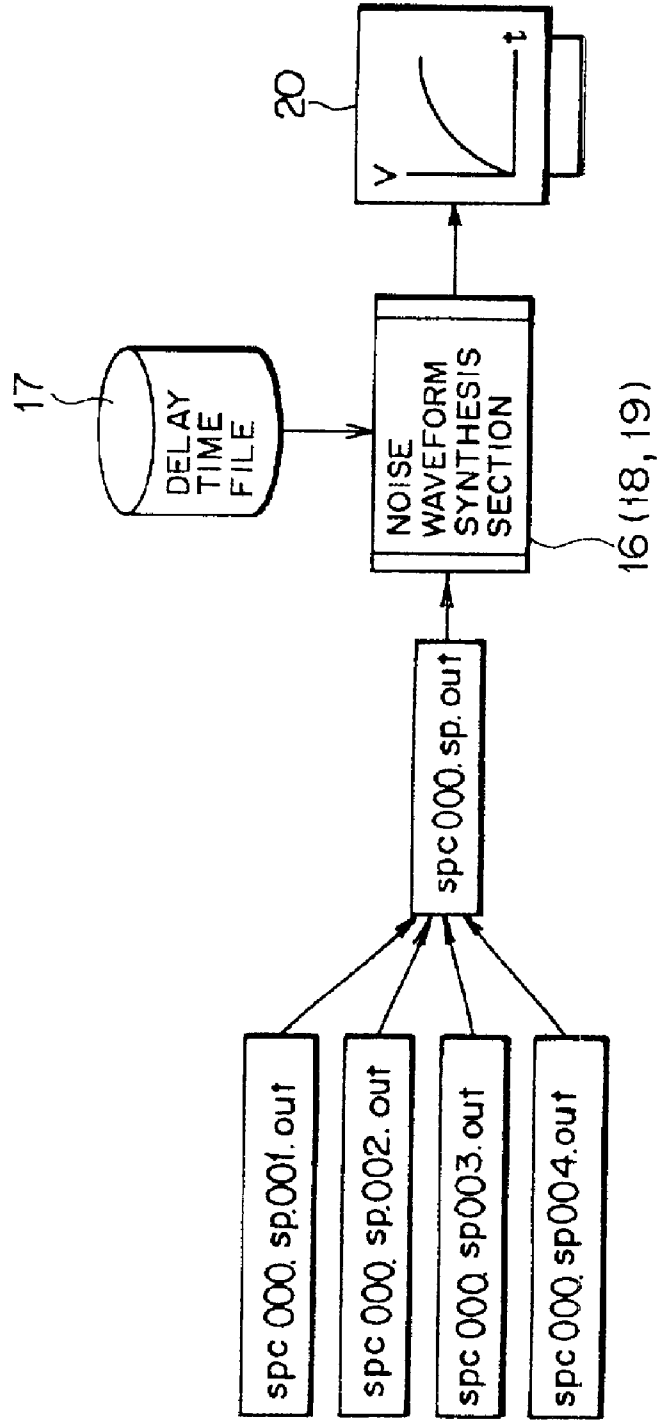 spc 000. sp.001. out
spc 000. sp.002. out
spc 000. sp003. out
spc 000. sp004. out
spc 000. sp. out
17
DELAY
TIME
FILE
NOISE
WAVEFORM
SYNTHESIS
SECTION
16 (18, 19)
20
V
t